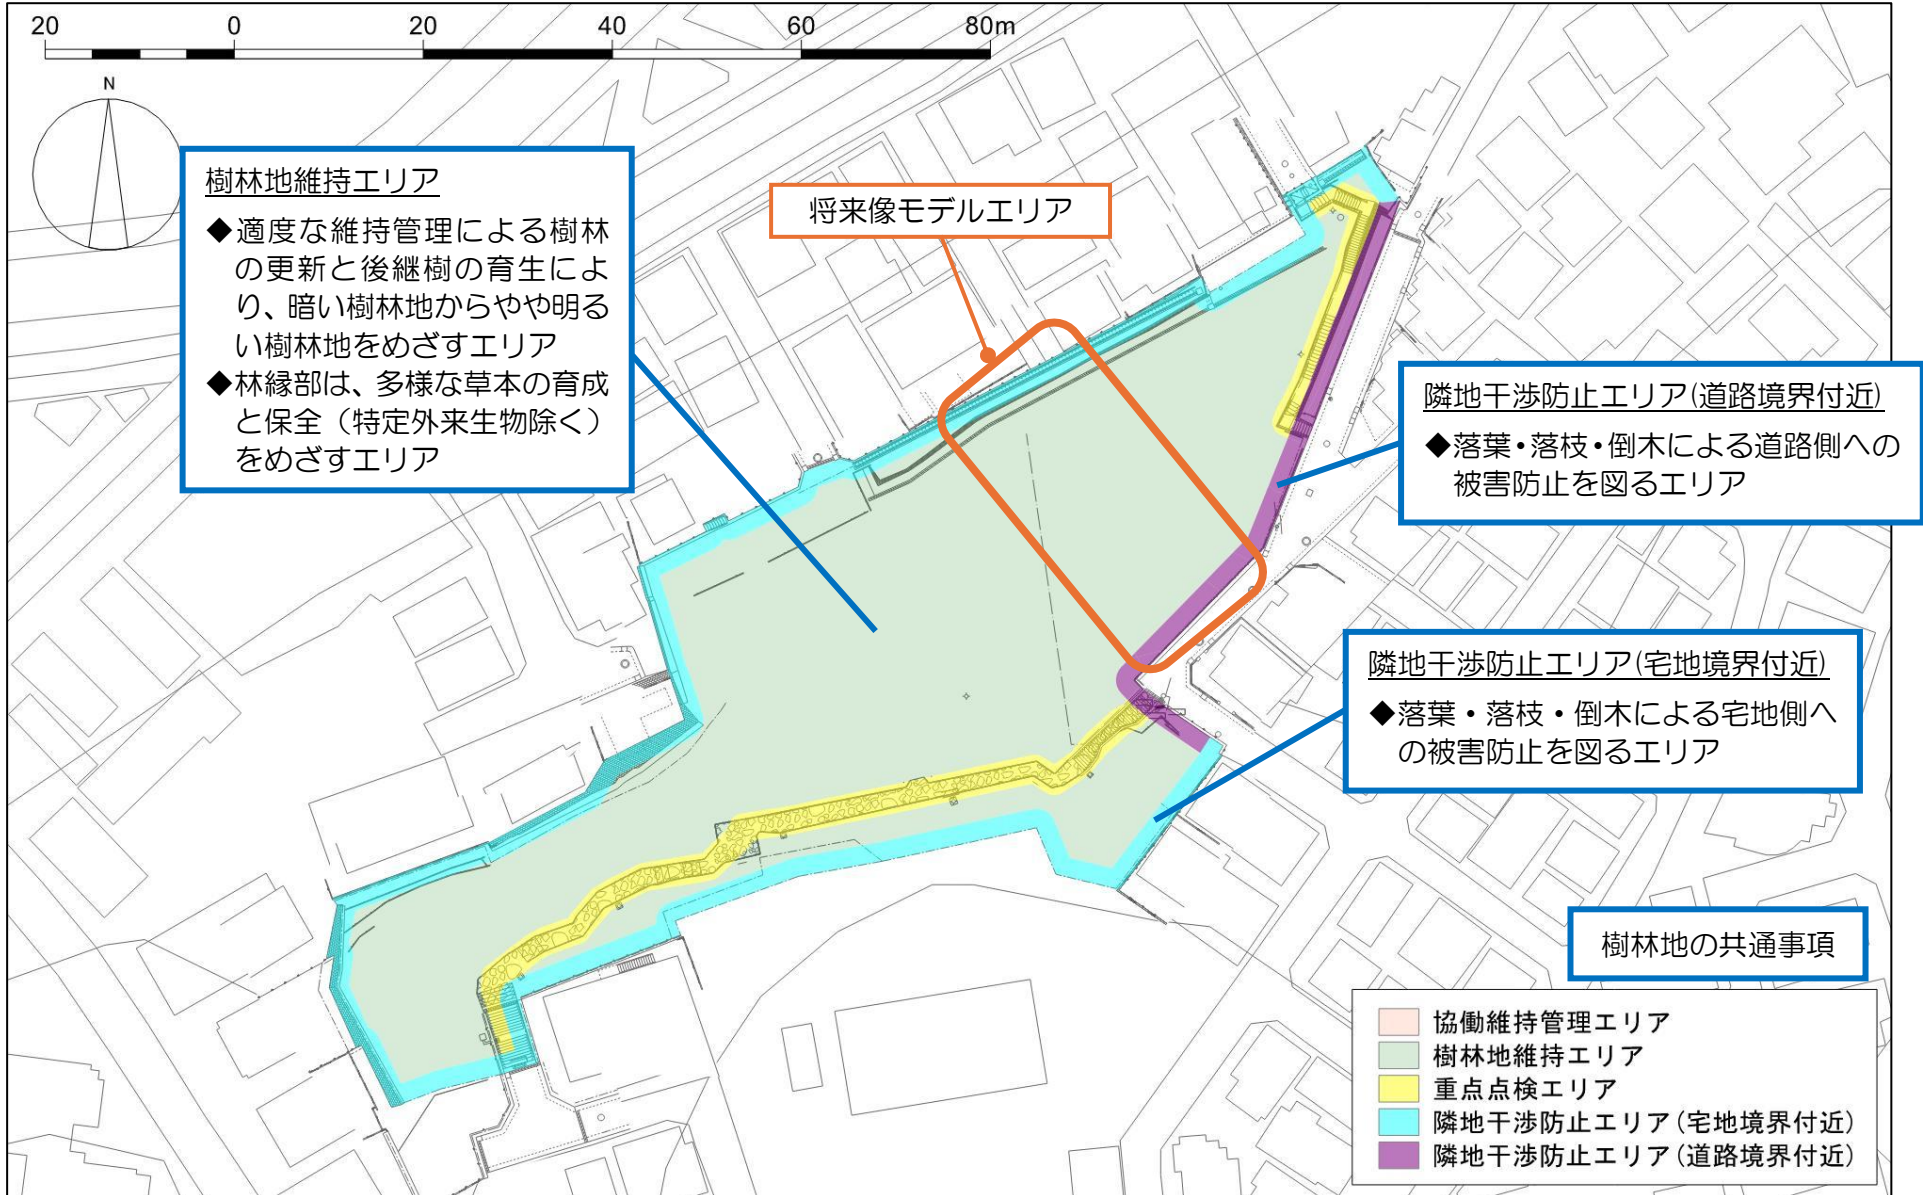 20 0 20 40 60 80m
N
樹林地維持エリア
◆適度な維持管理による樹林
の更新と後継樹の育生によ
り、暗い樹林地からやや明る
い樹林地をめざすエリア
◆林縁部は、多様な草本の育成
と保全（特定外来生物除く）
をめざすエリア
将来像モデルエリア
隣地干渉防止エリア(道路境界付近)
◆落葉・落枝・倒木による道路側への
被害防止を図るエリア
隣地干渉防止エリア(宅地境界付近)
◆落葉・落枝・倒木による宅地側へ
の被害防止を図るエリア
樹林地の共通事項
協働維持管理エリア
樹林地維持エリア
重点点検エリア
隣地干渉防止エリア(宅地境界付近)
隣地干渉防止エリア(道路境界付近)